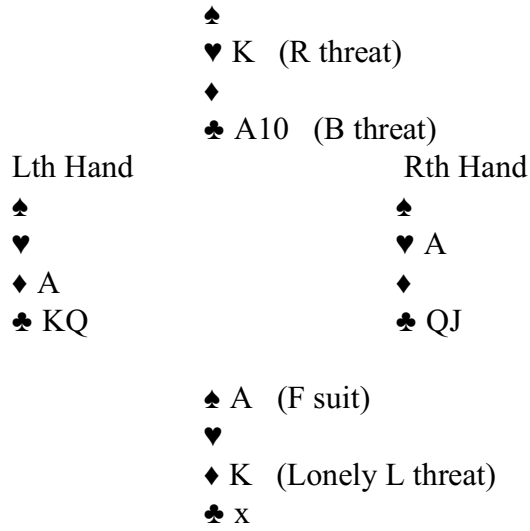 ♠
♥ K (R threat)
♦
♣ A10 (B threat)
Lth Hand Rth Hand
♠ ♠
♥ ♥ A
♦ A ♦
♣ KQ ♣ QJ
♠ A (F suit)
♥
♦ K (Lonely L threat)
♣ x